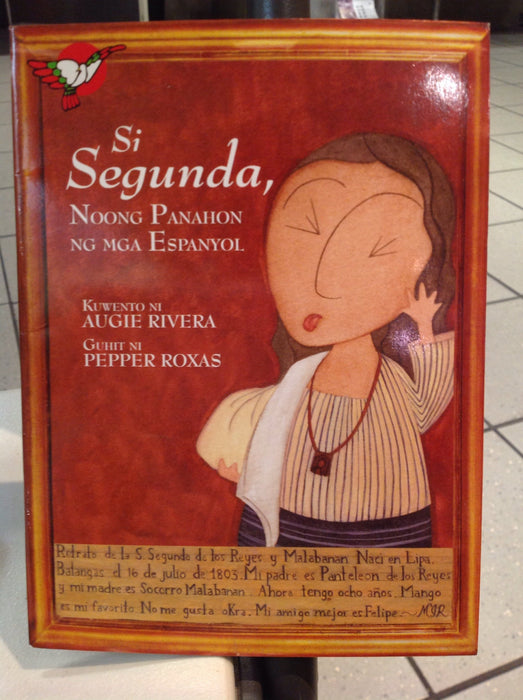 Si
Segunda,
NOONG PANAHON
NG MGA ESPANYOL
KUWENTO NI
AUGIE RIVERA
GUHIT NI
PEPPER ROXAS
Retrato de la S. Segunda de los Reyes y Malabanan Naci en Lipa,
Batangas el 16 de julio de 1803. Mi padre es Panteleon de los Reyes
y mi madre es Socorro Malabanan. Ahora tengo ocho años. Mango
es mi favorito. No me gusta oKra. Mi amigo mejor es Felipe.